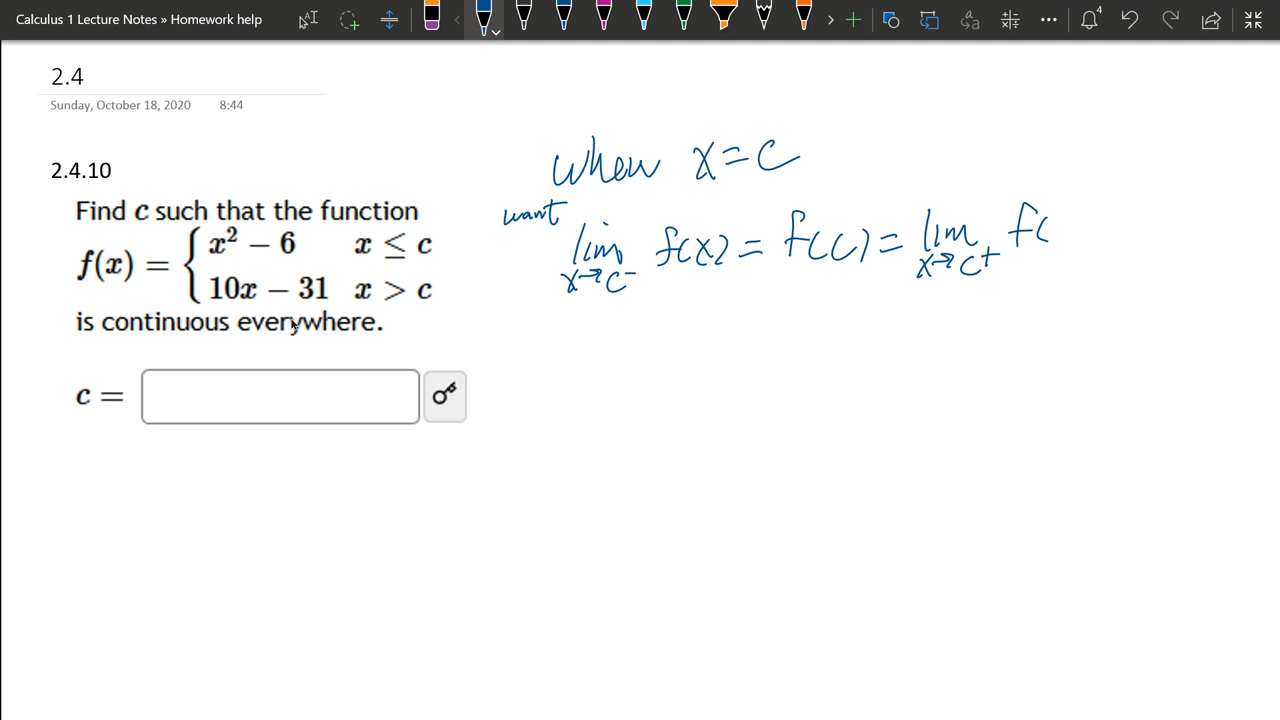 Calculus 1 Lecture Notes » Homework help
4
2.4
Sunday, October 18, 2020 8:44
2.4.10
Find c such that the function
f(x) = { x² − 6 x ≤ c
10x − 31 x > c
is continuous everywhere.
c =
when x = c
want lim x→c⁻ f(x) = f(c) = lim x→c⁺ f(